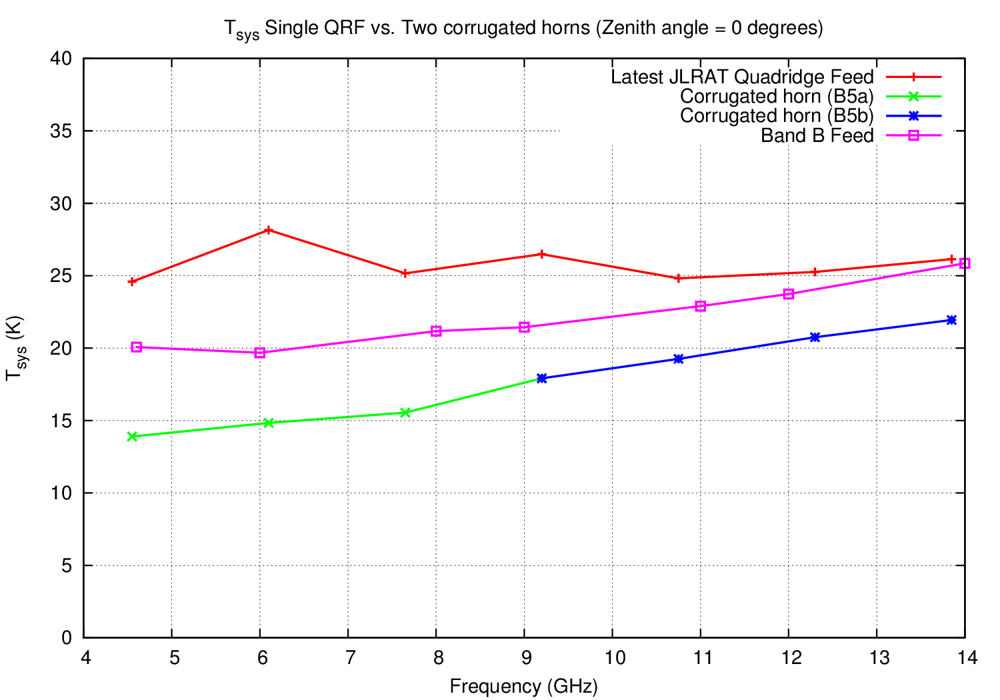 T_sys Single QRF vs. Two corrugated horns (Zenith angle = 0 degrees)
40
35
30
25
20
15
10
5
0
T_sys (K)
Latest JLRAT Quadridge Feed
Corrugated horn (B5a)
Corrugated horn (B5b)
Band B Feed
4 5 6 7 8 9 10 11 12 13 14
Frequency (GHz)